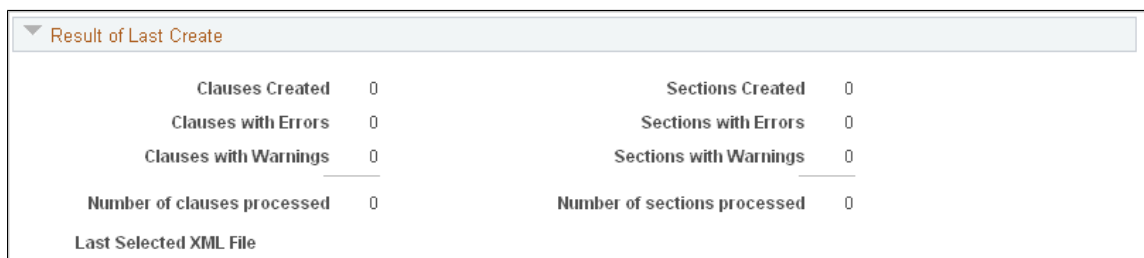 Result of Last Create
Clauses Created 0 Sections Created 0
Clauses with Errors 0 Sections with Errors 0
Clauses with Warnings 0 Sections with Warnings 0
Number of clauses processed 0 Number of sections processed 0
Last Selected XML File